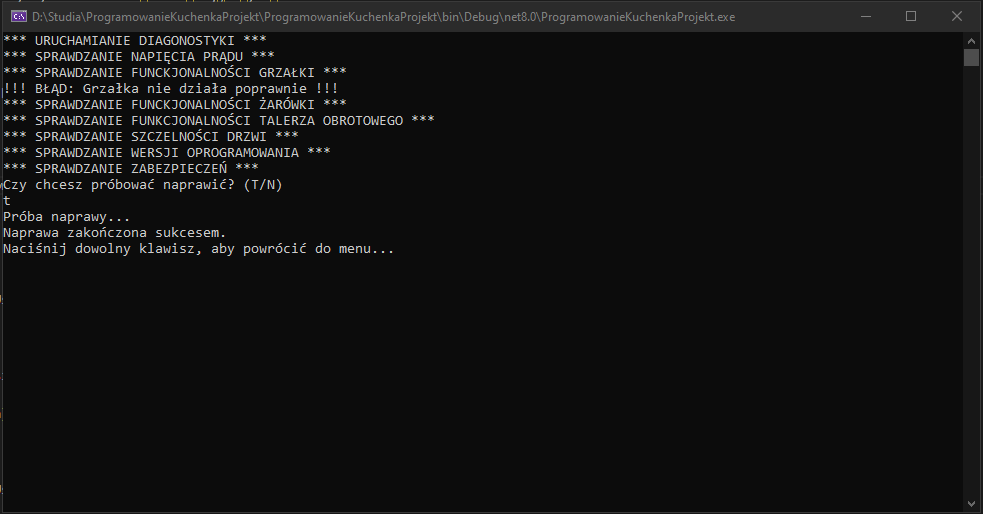 D:\Studia\ProgramowanieKuchenkaProjekt\ProgramowanieKuchenkaProjekt\bin\Debug\net8.0\ProgramowanieKuchenkaProjekt.exe
*** URUCHAMIANIE DIAGONOSTYKI ***
*** SPRAWDZANIE NAPIĘCIA PRĄDU ***
*** SPRAWDZANIE FUNCKJONALNOŚCI GRZAŁKI ***
!!! BŁĄD: Grzałka nie działa poprawnie !!!
*** SPRAWDZANIE FUNCKJONALNOŚCI ŻARÓWKI ***
*** SPRAWDZANIE FUNKCJONALNOŚCI TALERZA OBROTOWEGO ***
*** SPRAWDZANIE SZCZELNOŚCI DRZWI ***
*** SPRAWDZANIE WERSJI OPROGRAMOWANIA ***
*** SPRAWDZANIE ZABEZPIECZEŃ ***
Czy chcesz próbować naprawić? (T/N)
t
Próba naprawy...
Naprawa zakończona sukcesem.
Naciśnij dowolny klawisz, aby powrócić do menu...